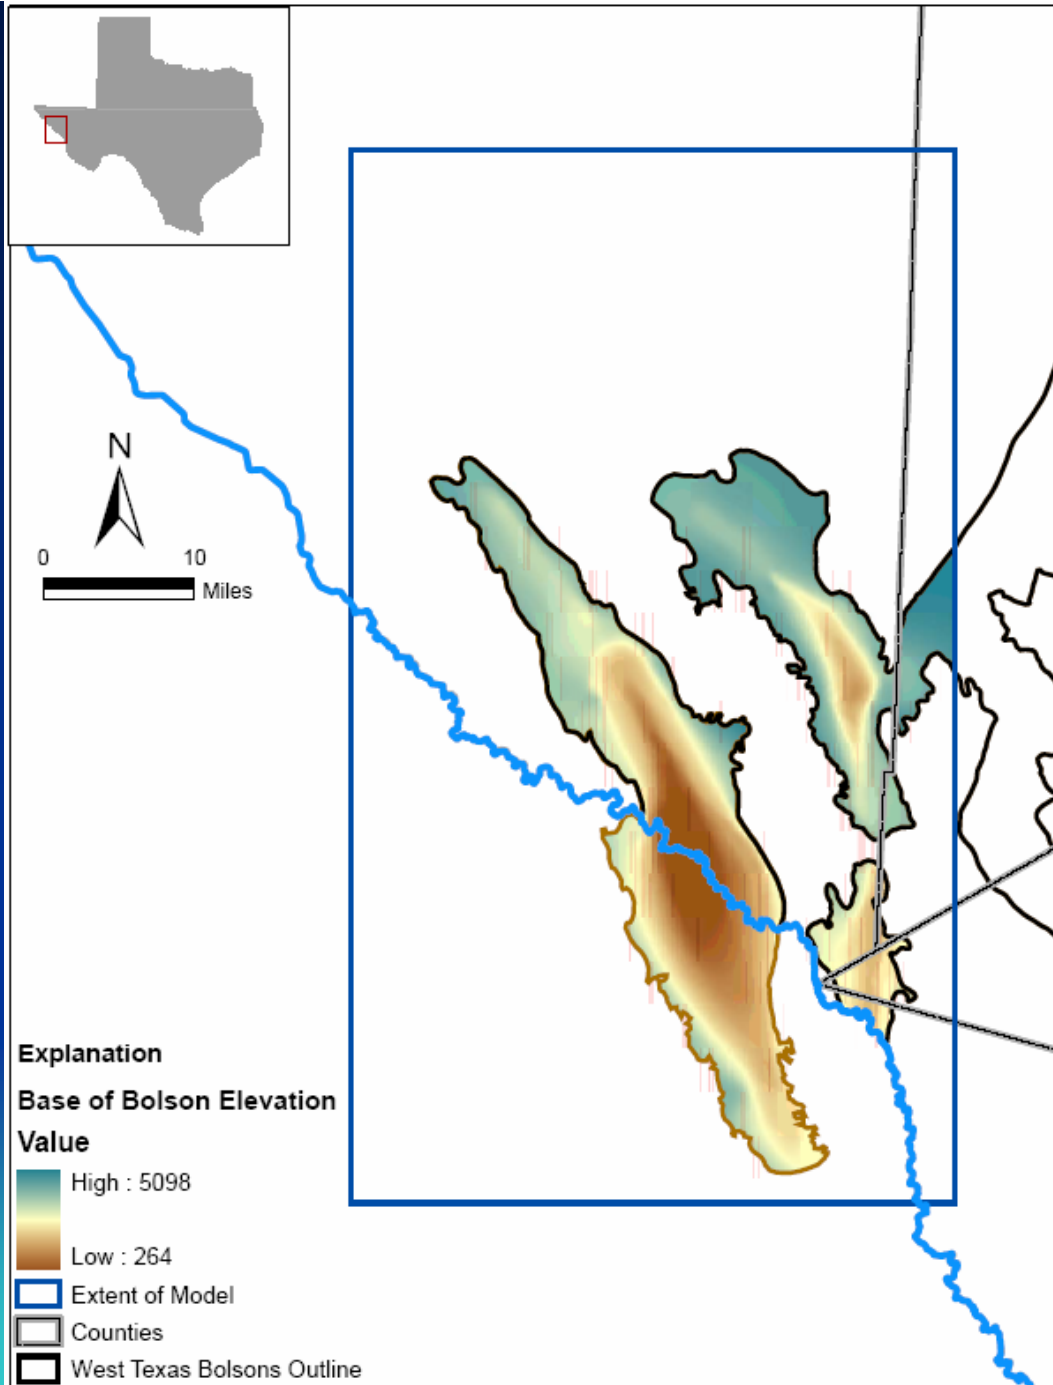 N
0 10
Miles
Explanation
Base of Bolson Elevation
Value
High : 5098
Low : 264
Extent of Model
Counties
West Texas Bolsons Outline